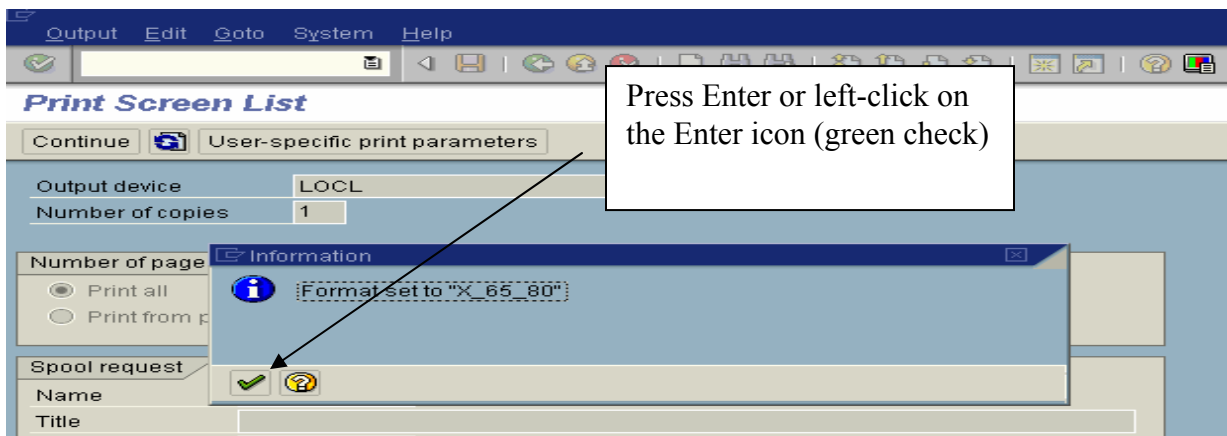 Output Edit Goto System Help
Print Screen List
Press Enter or left-click on
the Enter icon (green check)
Continue User-specific print parameters
Output device LOCL
Number of copies 1
Information
Number of page
Format set to "X_65_80"
Print all
Print from p
Spool request
Name
Title